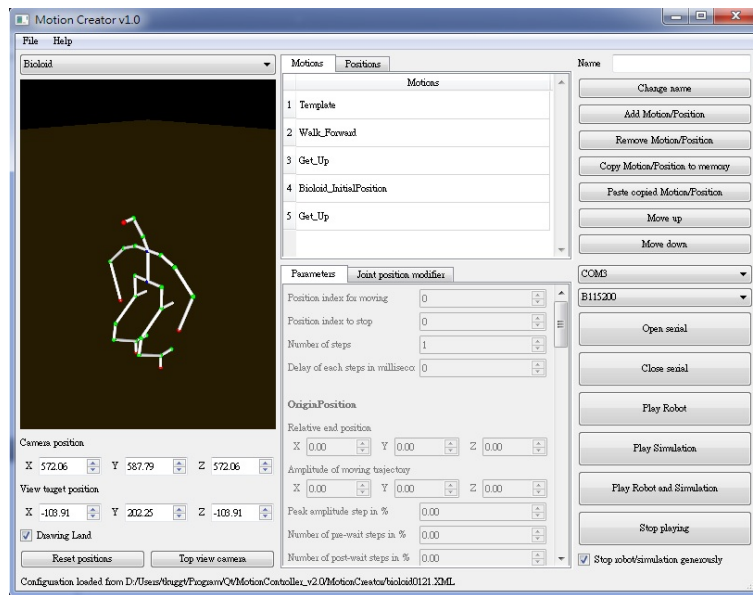 Motion Creator v1.0
File Help
Bioloid
Motions Positions
Motions
1 Template
2 Walk_Forward
3 Get_Up
4 Bioloid_InitialPosition
5 Get_Up
Name
Change name
Add Motion/Position
Remove Motion/Position
Copy Motion/Position to memory
Paste copied Motion/Position
Move up
Move down
COM3
B115200
Open serial
Close serial
Play Robot
Play Simulation
Play Robot and Simulation
Stop playing
Stop robot/simulation generously
Parameters Joint position modifier
Position index for moving 0
Position index to stop 0
Number of steps 1
Delay of each steps in millisecon 0
OriginPosition
Relative end position
X 0.00 Y 0.00 Z 0.00
Amplitude of moving trajectory
X 0.00 Y 0.00 Z 0.00
Peak amplitude step in % 0.00
Number of pre-wait steps in % 0.00
Number of post-wait steps in % 0.00
Camera position
X 572.06 Y 587.79 Z 572.06
View target position
X -103.91 Y 202.25 Z -103.91
Drawing Land
Reset positions Top view camera
Configuration loaded from D:/Users/tkuggt/Program/Qt/MotionController_v2.0/MotionCreator/bioloid0121.XML